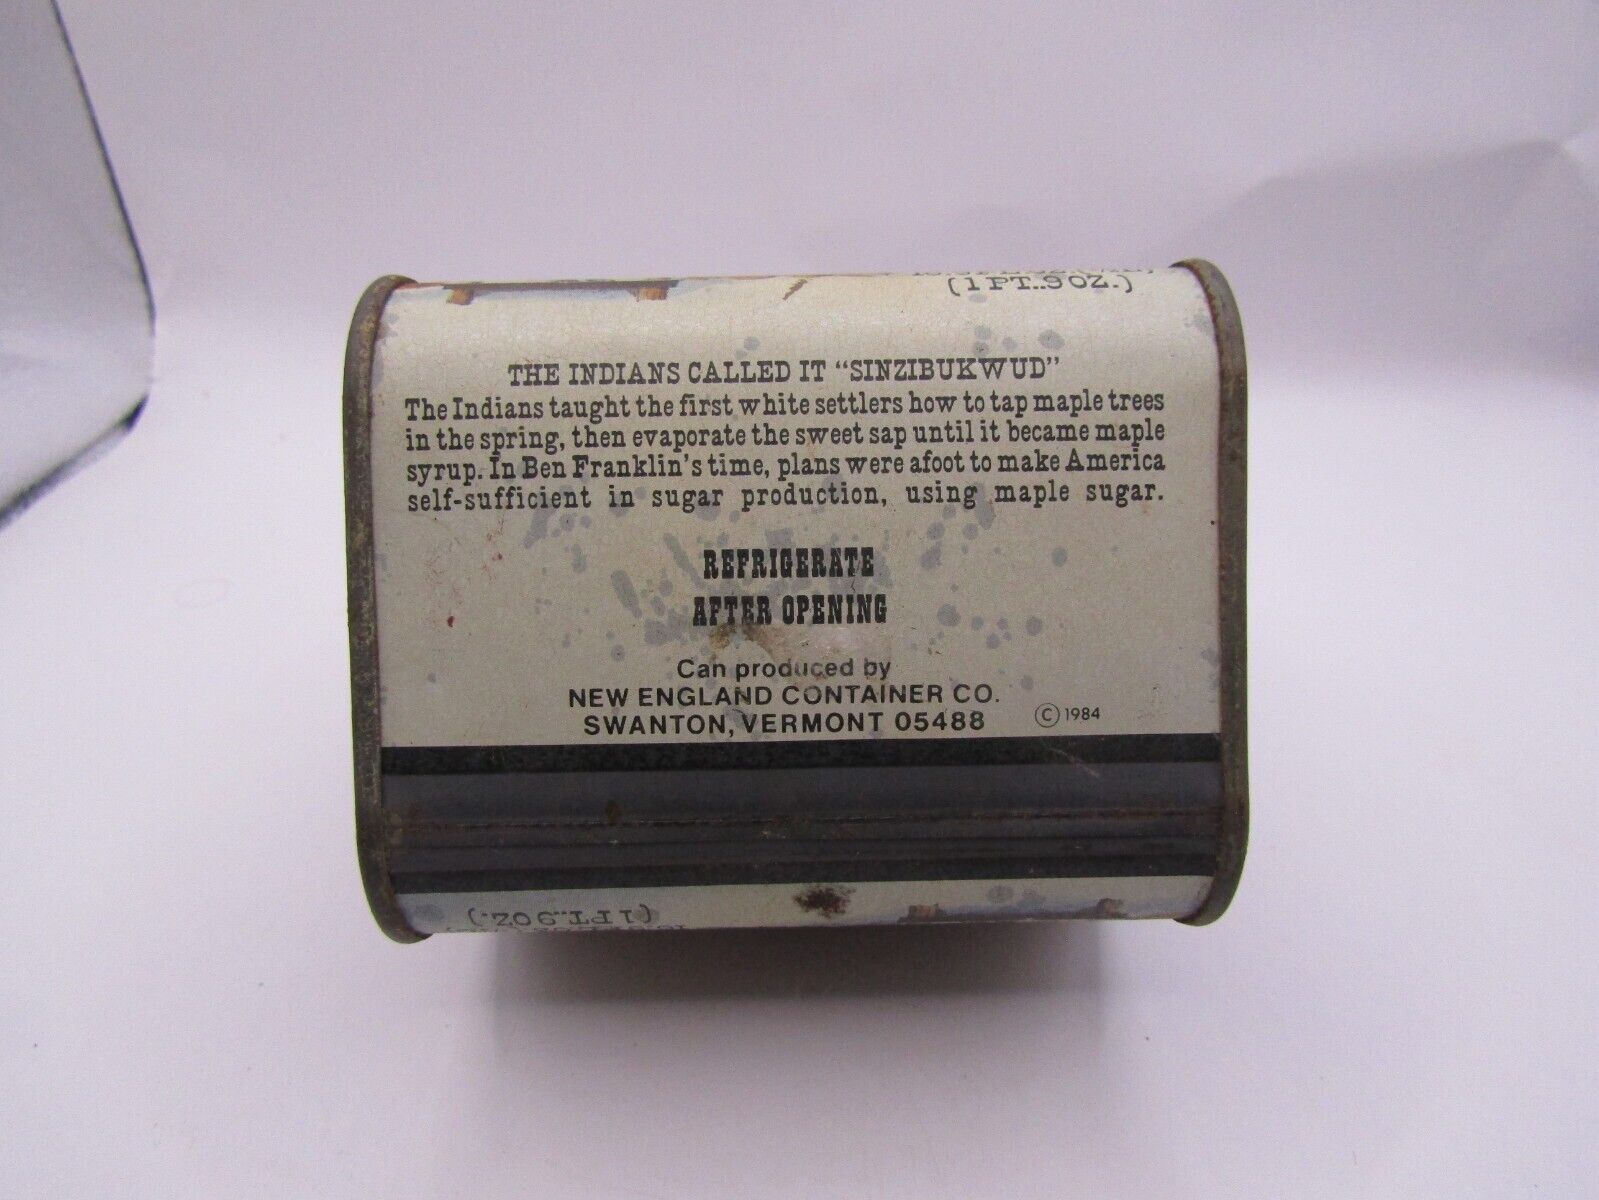 (1 PT..9 OZ.)
THE INDIANS CALLED IT “SINZIBUKWUD”
The Indians taught the first white settlers how to tap maple trees
in the spring, then evaporate the sweet sap until it became maple
syrup. In Ben Franklin’s time, plans were afoot to make America
self-sufficient in sugar production, using maple sugar.
REFRIGERATE
AFTER OPENING
Can produced by
NEW ENGLAND CONTAINER CO.
SWANTON, VERMONT 05488
© 1984
(1 PT..9 OZ.)